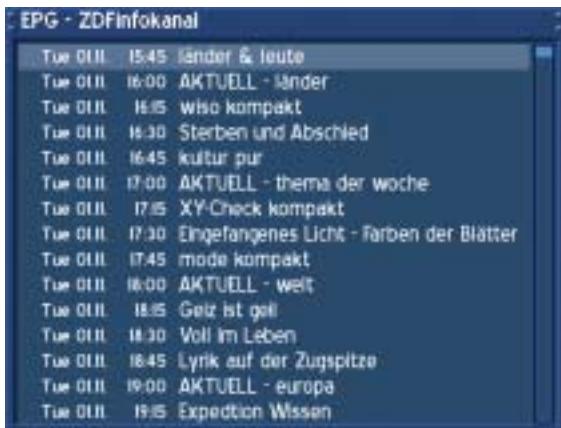 EPG - ZDFinfokanal
Tue 01.11. 15:45 länder & leute
Tue 01.11. 16:00 AKTUELL - länder
Tue 01.11. 16:15 wiso kompakt
Tue 01.11. 16:30 Sterben und Abschied
Tue 01.11. 16:45 kultur pur
Tue 01.11. 17:00 AKTUELL - thema der woche
Tue 01.11. 17:15 XY-Check kompakt
Tue 01.11. 17:30 Eingefangenes Licht - Farben der Blätter
Tue 01.11. 17:45 mode kompakt
Tue 01.11. 18:00 AKTUELL - welt
Tue 01.11. 18:15 Geiz ist geil
Tue 01.11. 18:30 Voll im Leben
Tue 01.11. 18:45 Lyrik auf der Zugspitze
Tue 01.11. 19:00 AKTUELL - europa
Tue 01.11. 19:15 Expedtion Wissen